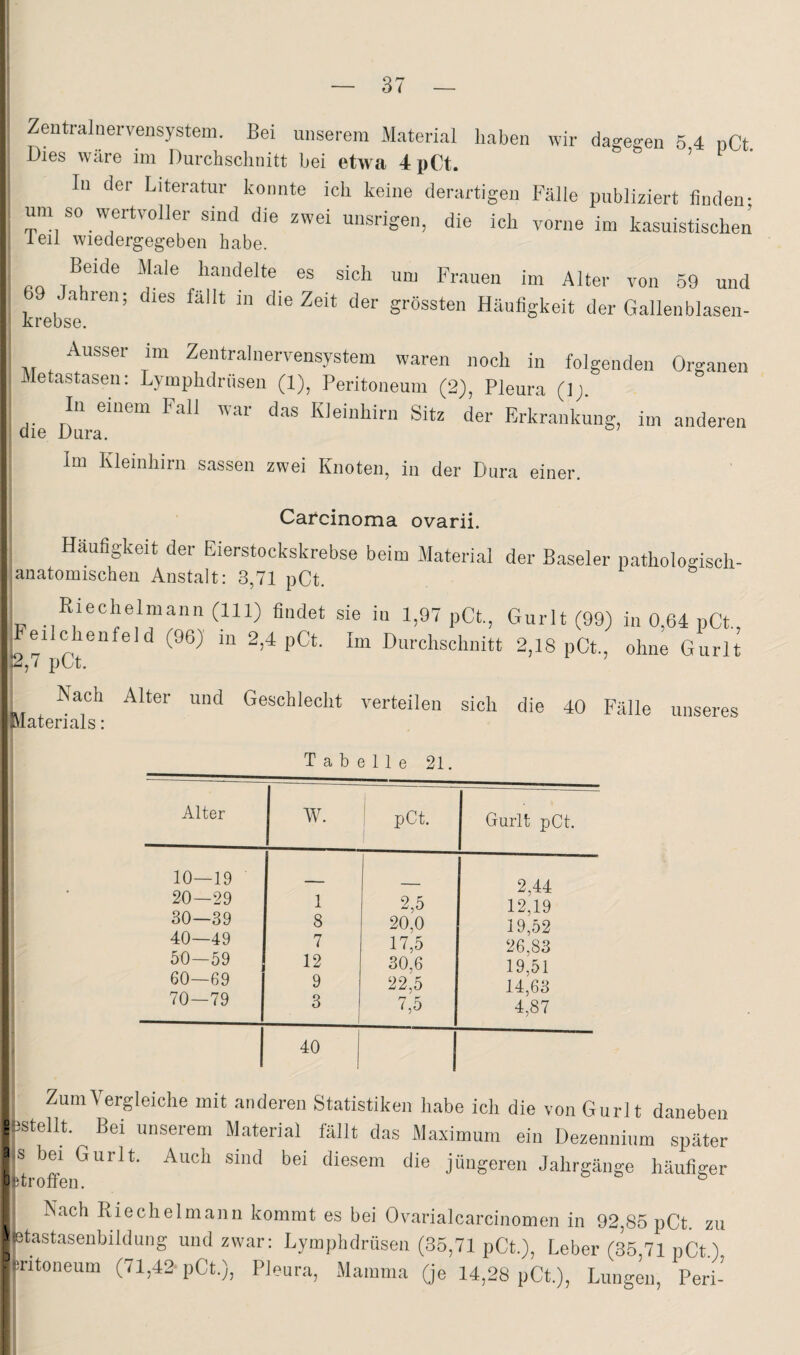 — 37 —
Zentralnervensystem. Bei unserem Material haben wir dagegen 5,4 pCt.
Dies wäre im Durchschnitt bei etwa 4 pCt.
In der Literatur konnte ich keine derartigen Fälle publiziert finden;
um so wertvoller sind die zwei unsrigen, die ich vorne im kasuistischen
Teil wiedergegeben habe.
Beide Male handelte es sich um Frauen im Alter von 59 und
69 Jahren; dies fällt in die Zeit der grössten Häufigkeit der Gallenblasen-
krebse.
Ausser im Zentralnervensystem waren noch in folgenden Organen
Metastasen: Lymphdrüsen (1), Peritoneum (2), Pleura (1).
In einem Fall war das Kleinhirn Sitz der Erkrankung, im anderen
die Dura.
Im Kleinhirn sassen zwei Knoten, in der Dura einer.
Carcinoma ovarii.
Häufigkeit der Eierstockskrebse beim Material der Baseler pathologisch-
anatomischen Anstalt: 3,71 pCt.
Riechelmann (111) findet sie in 1,97 pCt., Gurlt (99) in 0,64 pCt.,
Feilchenfeld (96) in 2,4 pCt. Im Durchschnitt 2,18 pCt., ohne Gurlt
2,7 pCt.
Nach Alter und Geschlecht verteilen sich die 40 Fälle unseres
Materials:
Tabelle 21.
Alter W. pCt. Gurlt pCt.
10—19 — — 2,44
20—29 1 2,5 12,19
30—39 8 20,0 19,52
40—49 7 17,5 26,83
50—59 12 30,6 19,51
60—69 9 22,5 14,63
70—79 3 7,5 4,87
40
Zum Vergleiche mit anderen Statistiken habe ich die von Gurlt daneben
estellt. Bei unserem Material fällt das Maximum ein Dezennium später
s bei Gurlt. Auch sind bei diesem die jüngeren Jahrgänge häufiger
etroffen.
Nach Riechelmann kommt es bei Ovarialcarcinomen in 92,85 pCt. zu
etastasenbildung und zwar: Lymphdrüsen (35,71 pCt.), Leber (35,71 pCt.),
eritoneum (71,42 pCt.), Pleura, Mamma (je 14,28 pCt.), Lungen, Peri-